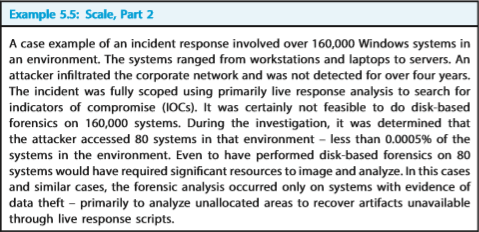 Example 5.5: Scale, Part 2
A case example of an incident response involved over 160,000 Windows systems in
an environment. The systems ranged from workstations and laptops to servers. An
attacker infiltrated the corporate network and was not detected for over four years.
The incident was fully scoped using primarily live response analysis to search for
indicators of compromise (IOCs). It was certainly not feasible to do disk-based
forensics on 160,000 systems. During the investigation, it was determined that
the attacker accessed 80 systems in that environment – less than 0.0005% of the
systems in the environment. Even to have performed disk-based forensics on 80
systems would have required significant resources to image and analyze. In this cases
and similar cases, the forensic analysis occurred only on systems with evidence of
data theft – primarily to analyze unallocated areas to recover artifacts unavailable
through live response scripts.